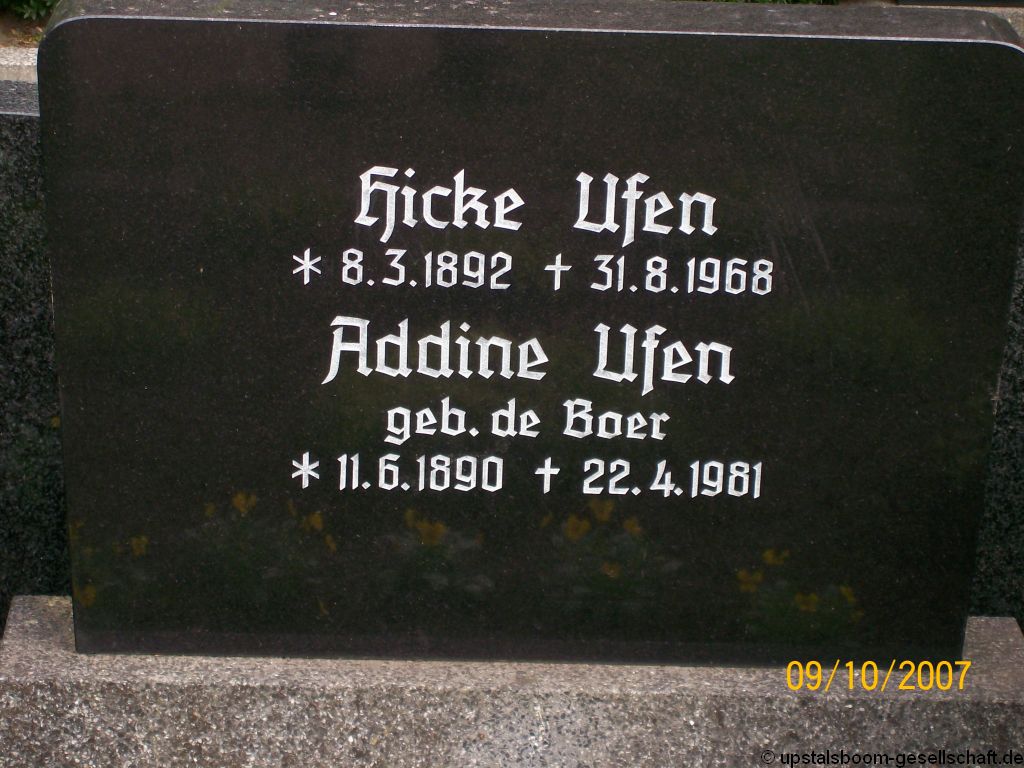 Hicke Ufen
* 8.3.1892 † 31.8.1968
Addine Ufen
geb. de Boer
* 11.6.1890 † 22.4.1981
09/10/2007
© upstalsboom-gesellschaft.de